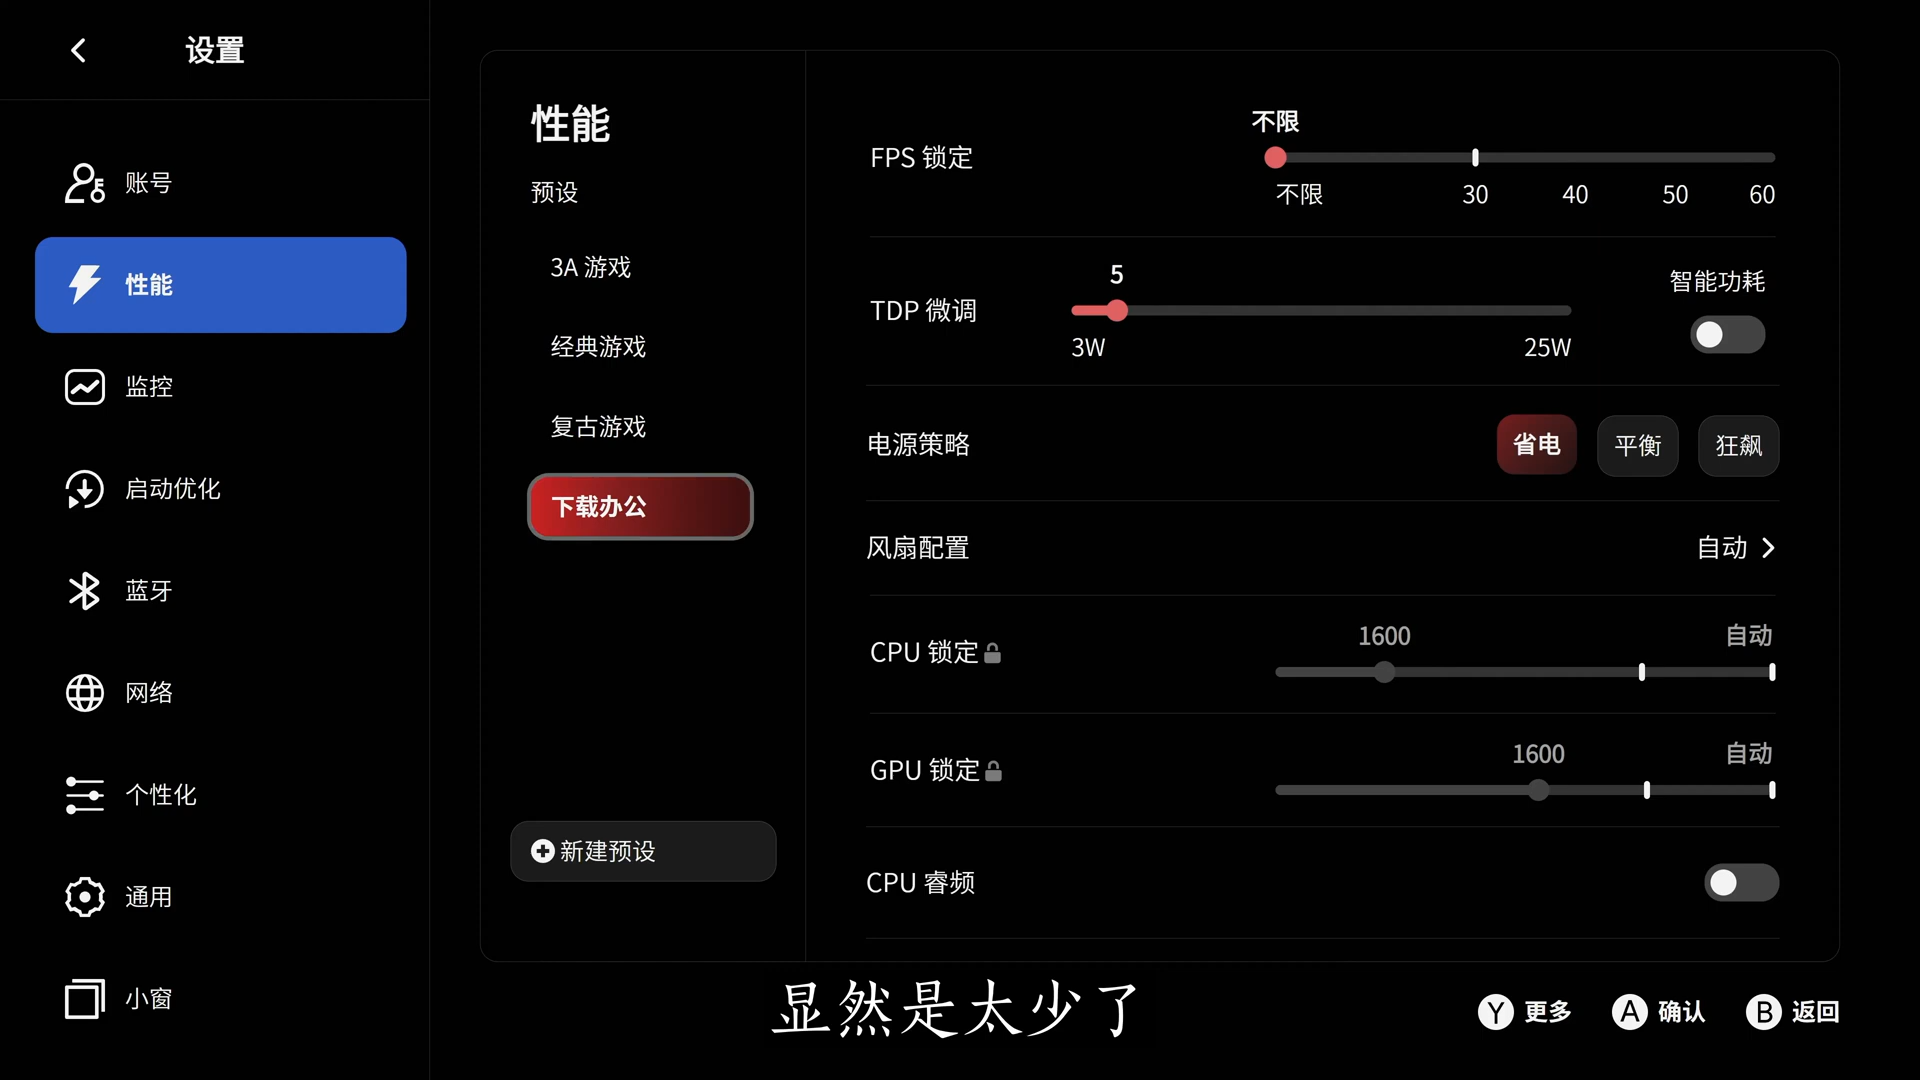 设置
账号
性能
监控
启动优化
蓝牙
网络
个性化
通用
小窗
性能
预设
3A 游戏
经典游戏
复古游戏
下载办公
新建预设
不限
FPS 锁定
不限 30 40 50 60
5
智能功耗
TDP 微调
3W 25W
电源策略 省电 平衡 狂飙
风扇配置 自动
1600 自动
CPU 锁定
1600 自动
GPU 锁定
CPU 睿频
显然是太少了
Y 更多 A 确认 B 返回